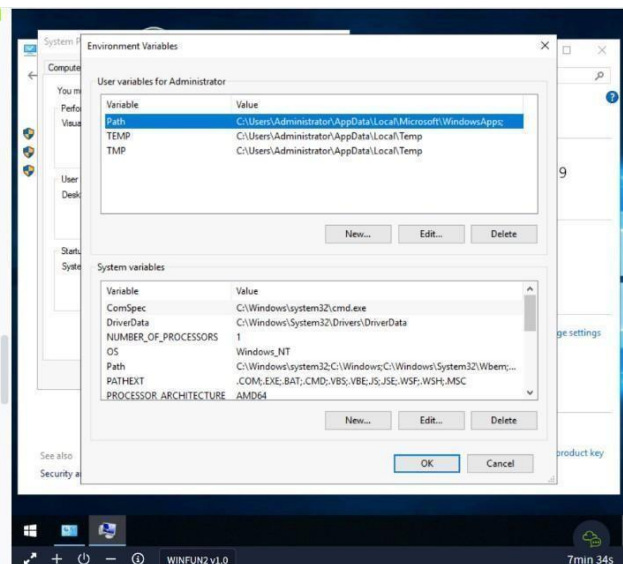 System P
Environment Variables
Compute
User variables for Administrator
You m
Perfo
Visua
Variable Value
Path C:\Users\Administrator\AppData\Local\Microsoft\WindowsApps;
TEMP C:\Users\Administrator\AppData\Local\Temp
TMP C:\Users\Administrator\AppData\Local\Temp
User
Desk
9
New... Edit... Delete
Startu
Syste
System variables
Variable Value
ComSpec C:\Windows\system32\cmd.exe
DriverData C:\Windows\System32\Drivers\DriverData
NUMBER_OF_PROCESSORS 1
OS Windows_NT
Path C:\Windows\system32;C:\Windows;C:\Windows\System32\Wbem;...
PATHEXT .COM;.EXE;.BAT;.CMD;.VBS;.VBE;.JS;.JSE;.WSF;.WSH;.MSC
PROCESSOR_ARCHITECTURE AMD64
ge settings
New... Edit... Delete
OK Cancel
See also
Security a
product key
WINFUN2 v1.0
7min 34s